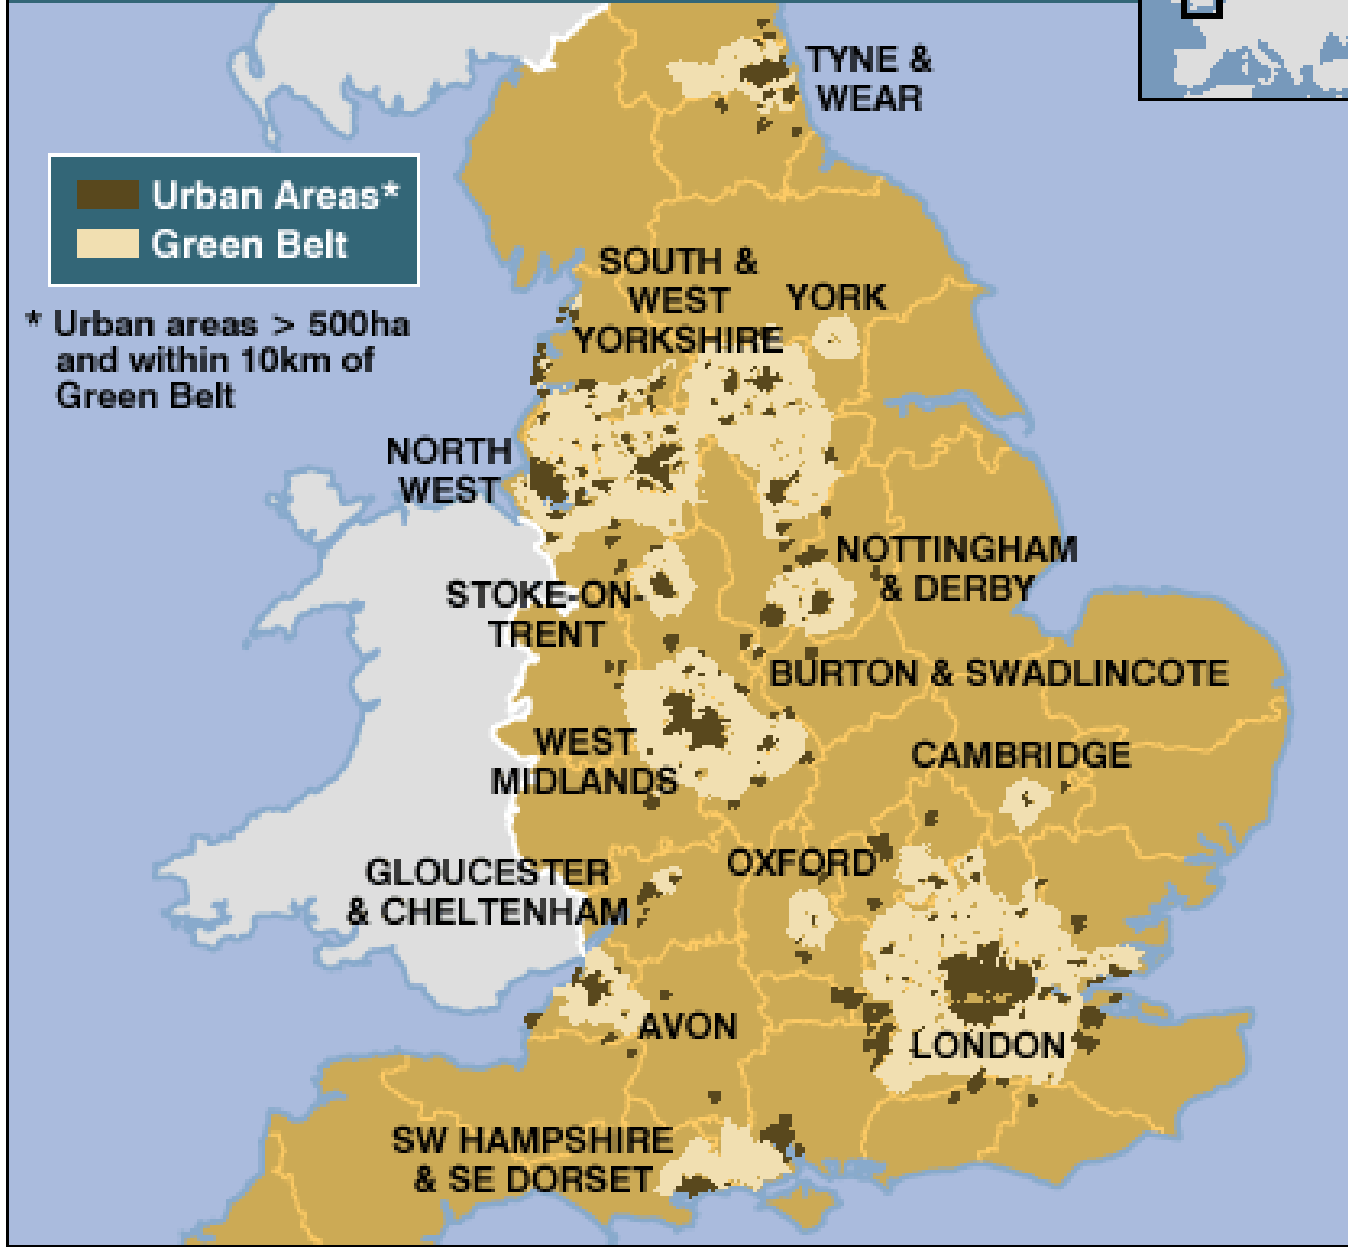 TYNE &
WEAR
Urban Areas*
Green Belt
* Urban areas > 500ha
and within 10km of
Green Belt
SOUTH &
WEST
YORKSHIRE
YORK
NORTH
WEST
NOTTINGHAM
& DERBY
STOKE-ON-
TRENT
BURTON & SWADLINCOTE
WEST
MIDLANDS
CAMBRIDGE
OXFORD
GLOUCESTER
& CHELTENHAM
AVON
LONDON
SW HAMPSHIRE
& SE DORSET